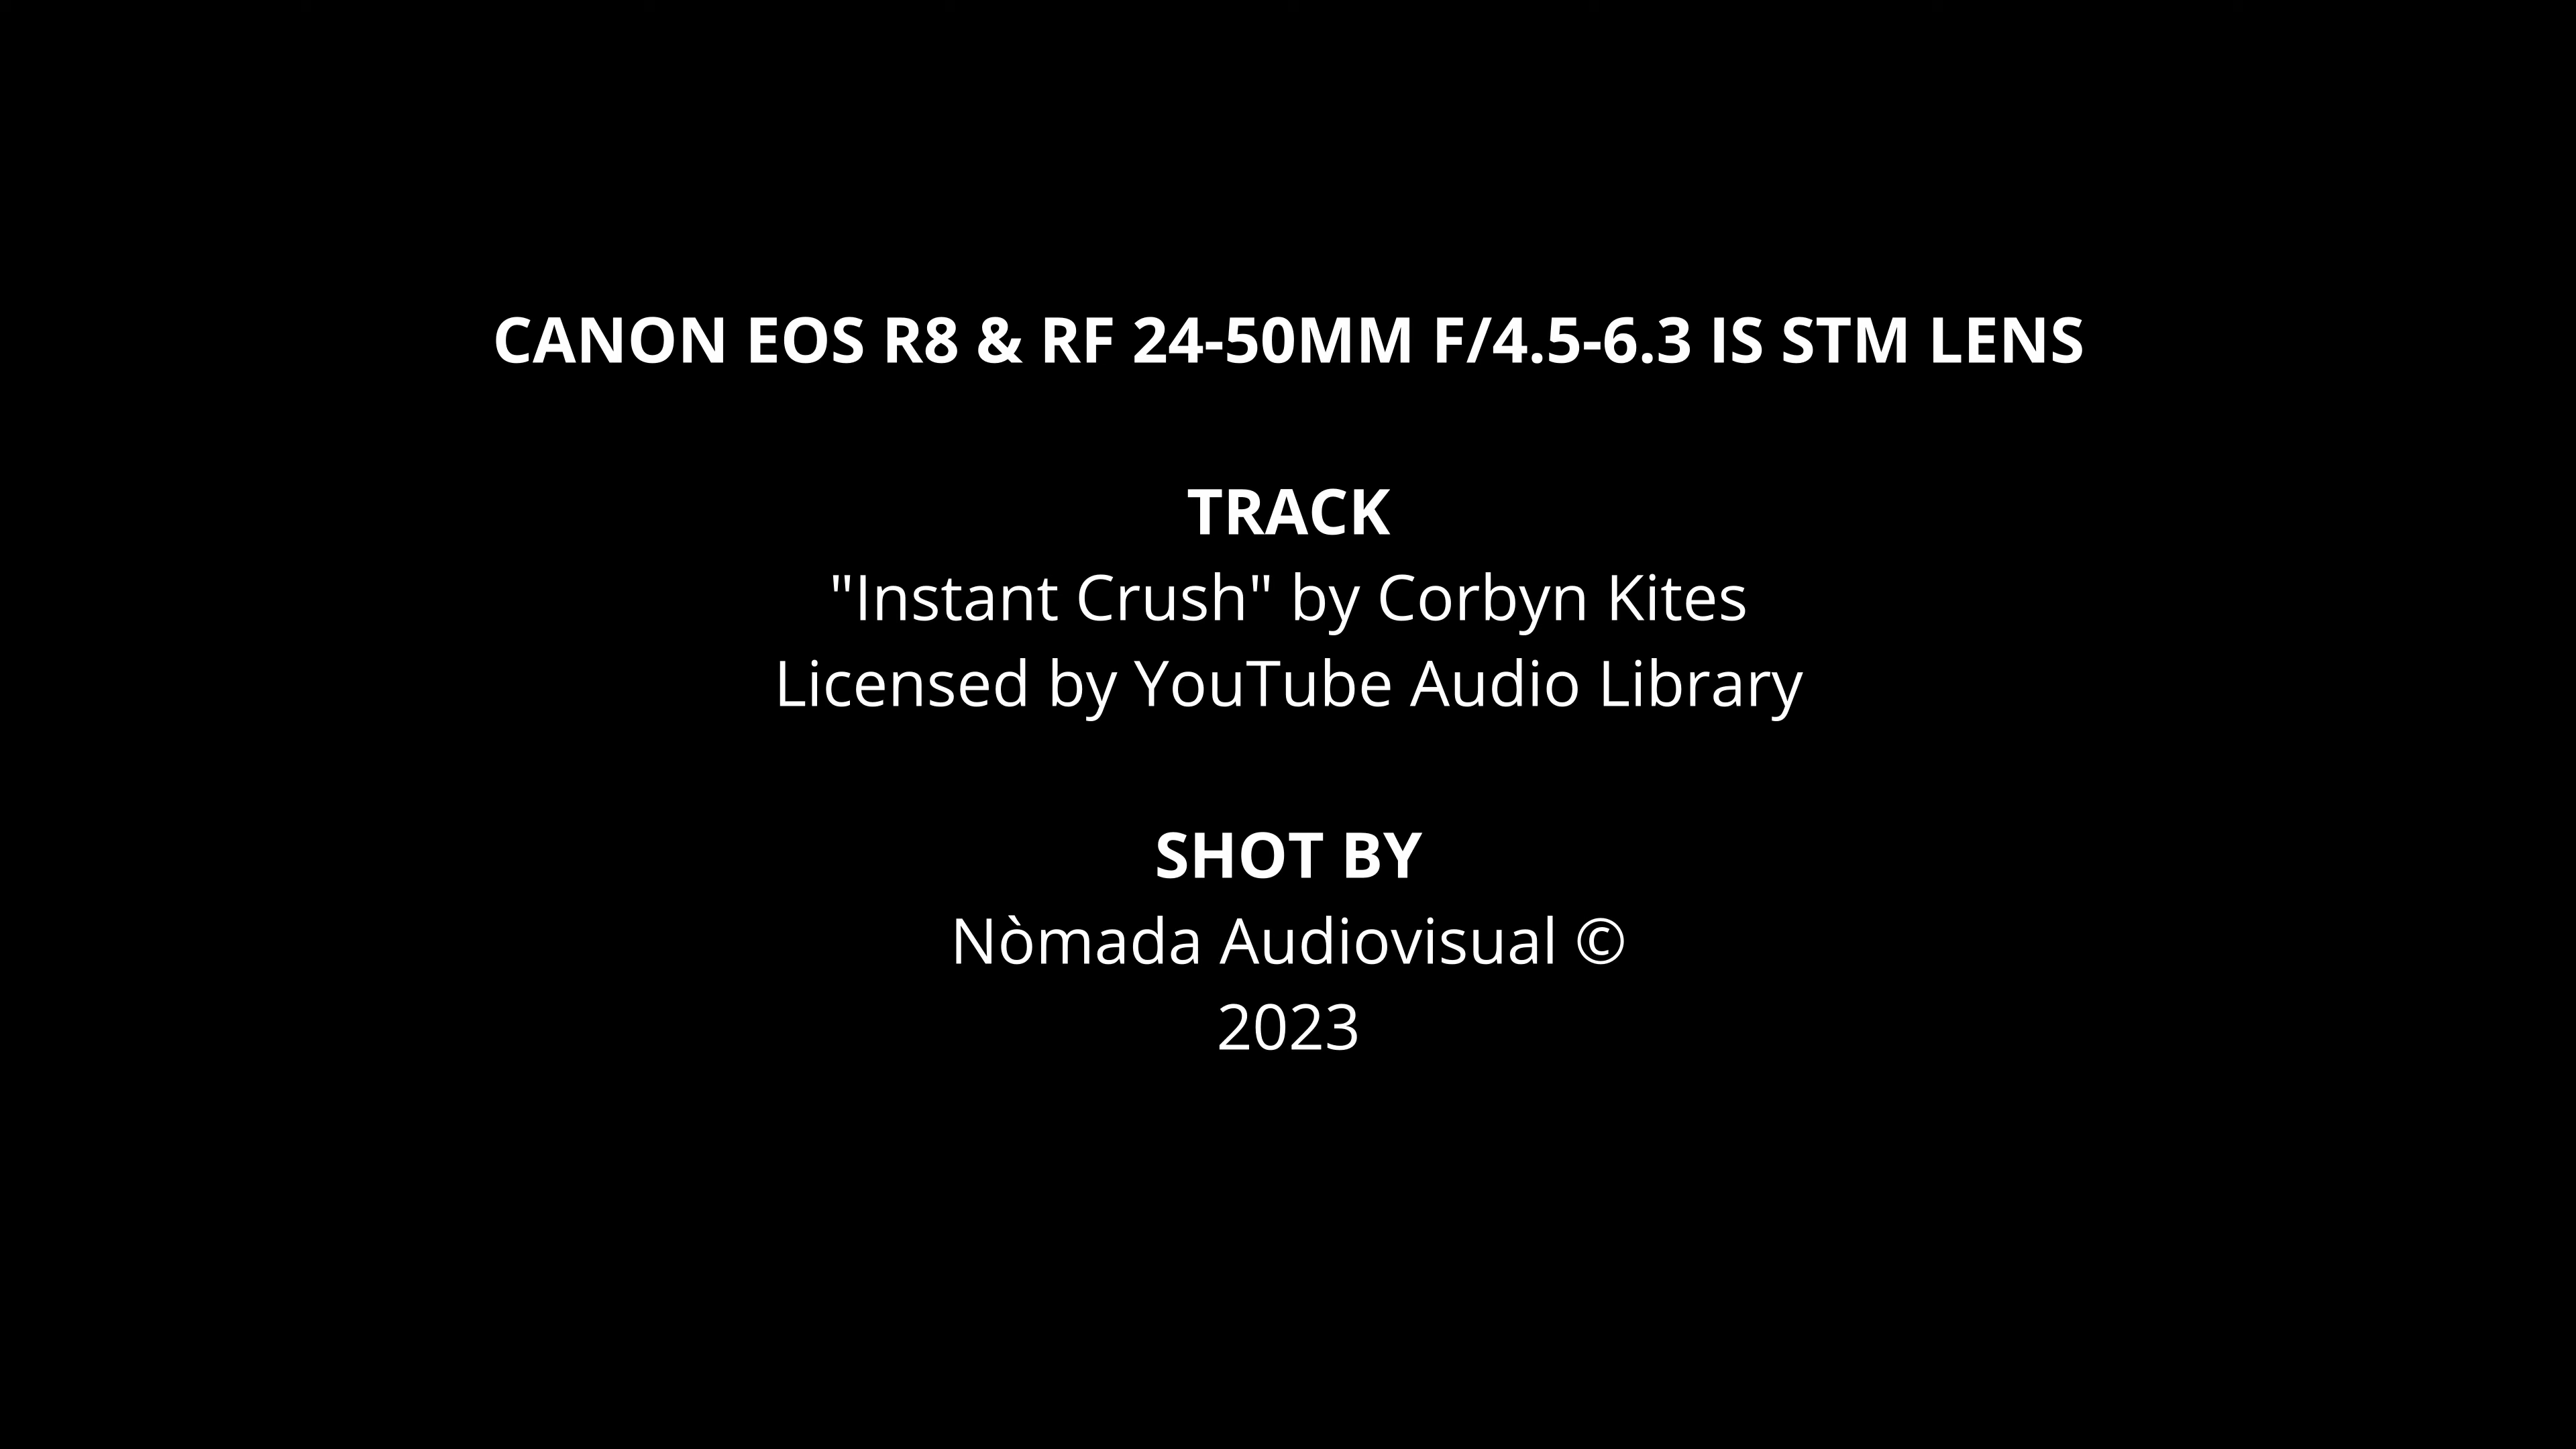 CANON EOS R8 & RF 24-50MM F/4.5-6.3 IS STM LENS
TRACK
"Instant Crush" by Corbyn Kites
Licensed by YouTube Audio Library
SHOT BY
Nòmada Audiovisual ©
2023